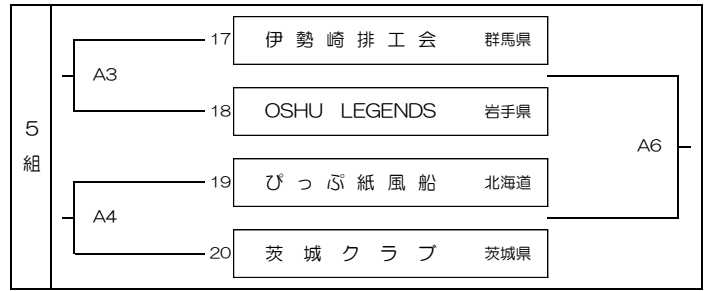 17 伊勢崎排工会 群馬県
A3
18 OSHU LEGENDS 岩手県
5組
A6
19 ぴっぷ紙風船 北海道
A4
20 茨城クラブ 茨城県